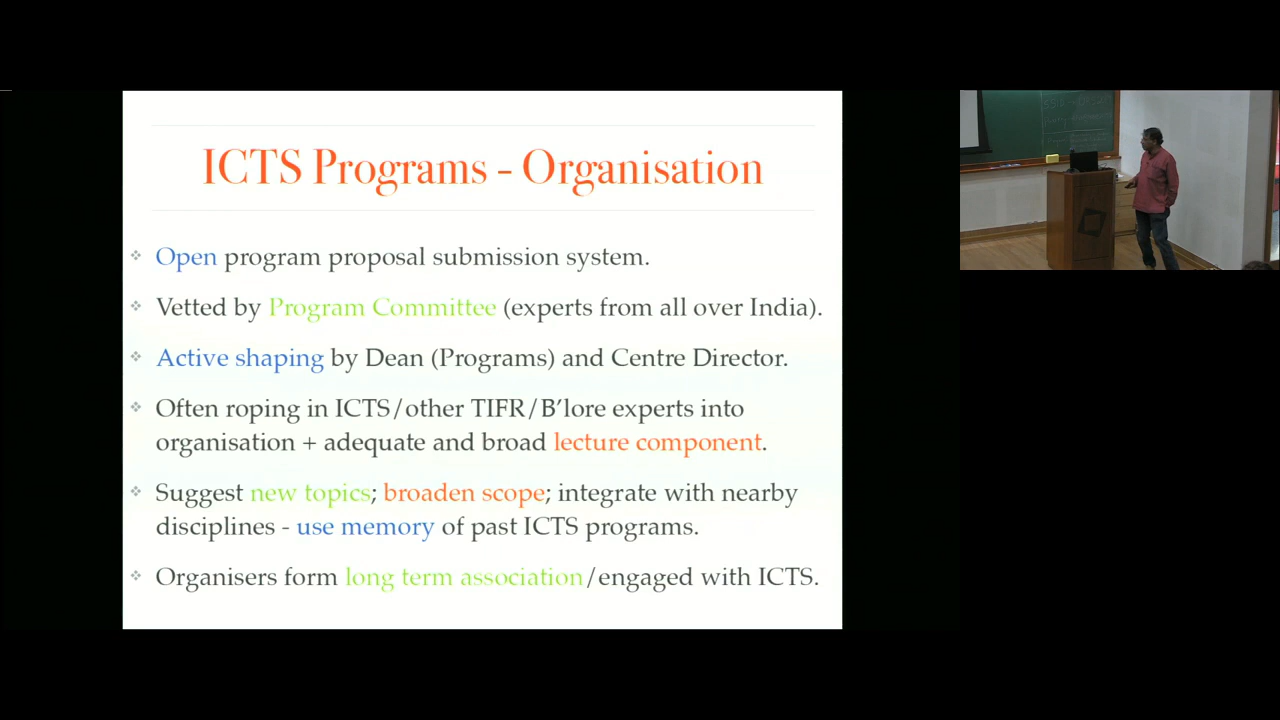 ICTS Programs - Organisation
❖ Open program proposal submission system.
❖ Vetted by Program Committee (experts from all over India).
❖ Active shaping by Dean (Programs) and Centre Director.
❖ Often roping in ICTS/other TIFR/B'lore experts into
organisation + adequate and broad lecture component.
❖ Suggest new topics; broaden scope; integrate with nearby
disciplines - use memory of past ICTS programs.
❖ Organisers form long term association/engaged with ICTS.